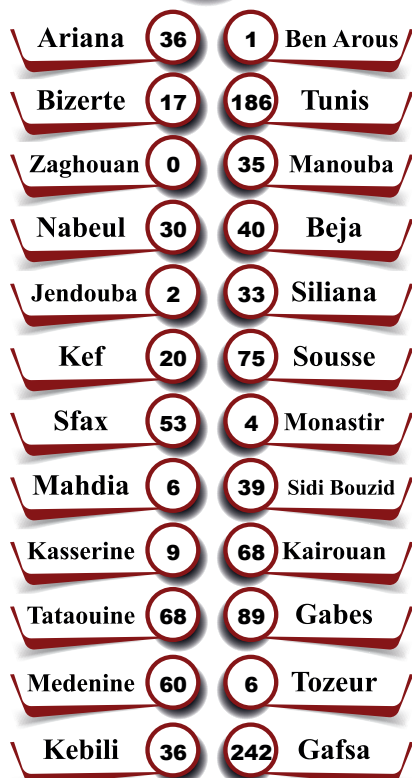 Ariana 36 1 Ben Arous
Bizerte 17 186 Tunis
Zaghouan 0 35 Manouba
Nabeul 30 40 Beja
Jendouba 2 33 Siliana
Kef 20 75 Sousse
Sfax 53 4 Monastir
Mahdia 6 39 Sidi Bouzid
Kasserine 9 68 Kairouan
Tataouine 68 89 Gabes
Medenine 60 6 Tozeur
Kebili 36 242 Gafsa